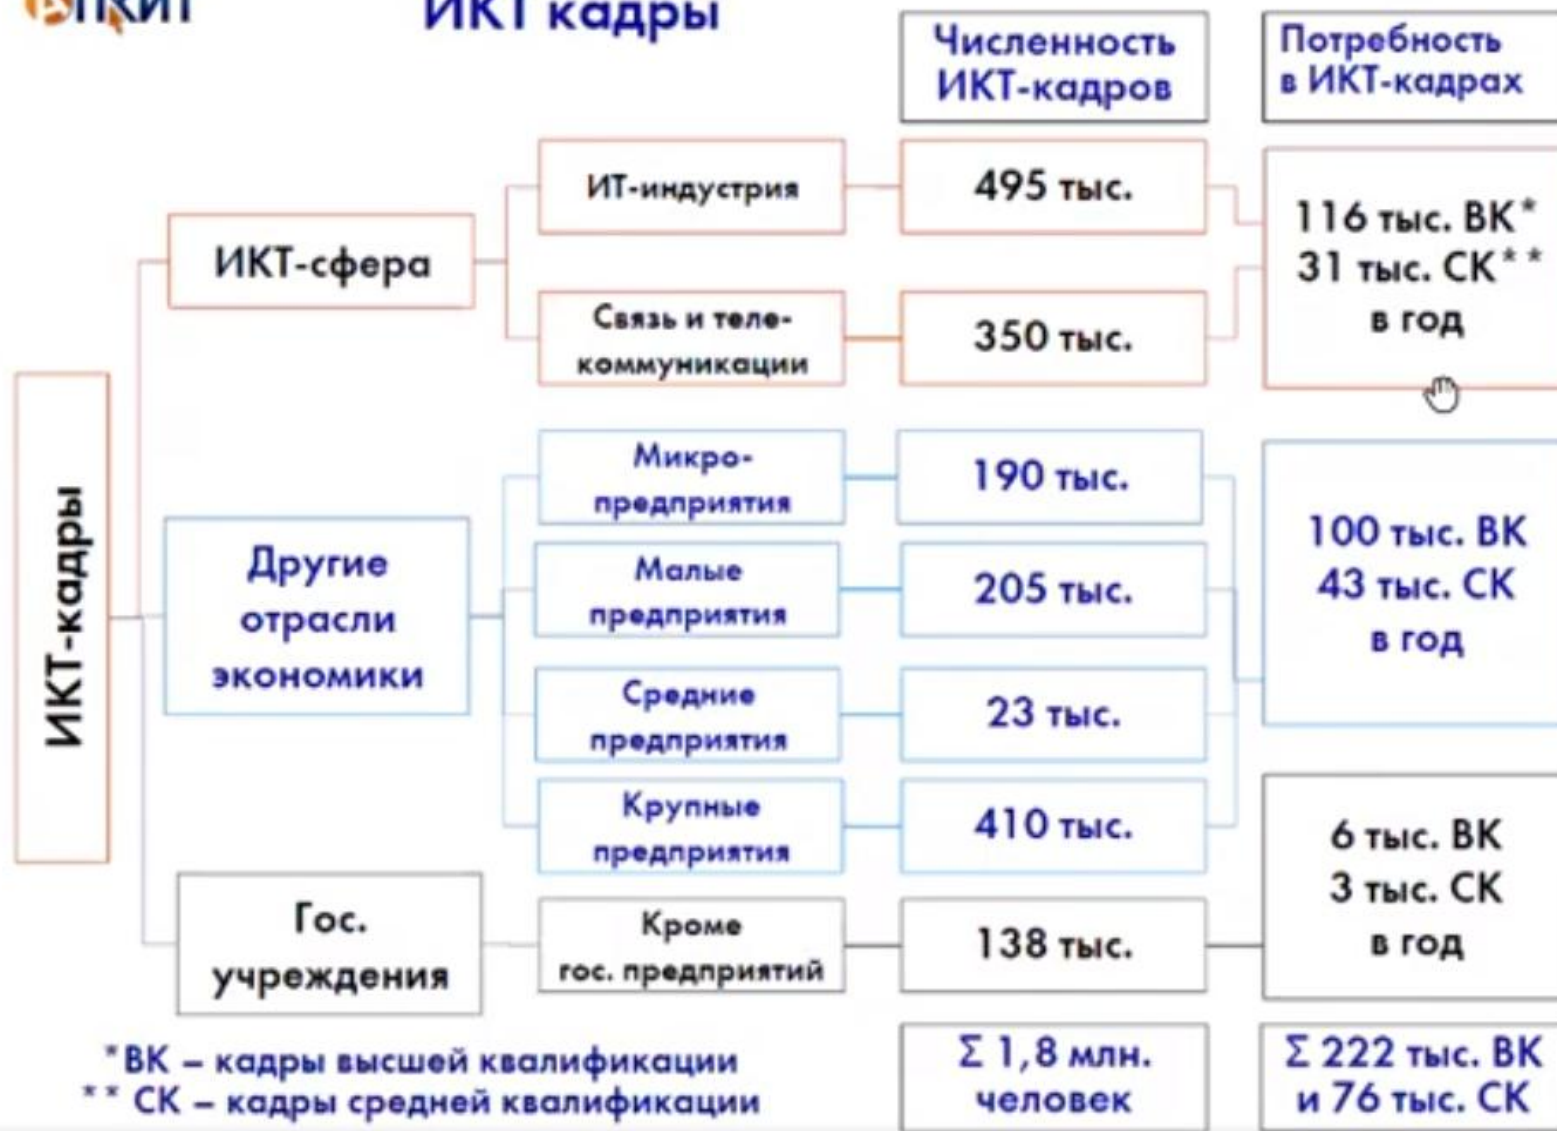 АПКИТ
ИКТ кадры
Численность
ИКТ-кадров
Потребность
в ИКТ-кадрах
ИКТ-кадры
ИКТ-сфера
ИТ-индустрия
495 тыс.
Связь и теле-
коммуникации
350 тыс.
116 тыс. ВК*
31 тыс. СК**
в год
Другие
отрасли
экономики
Микро-
предприятия
190 тыс.
Малые
предприятия
205 тыс.
Средние
предприятия
23 тыс.
Крупные
предприятия
410 тыс.
100 тыс. ВК
43 тыс. СК
в год
Гос.
учреждения
Кроме
гос. предприятий
138 тыс.
6 тыс. ВК
3 тыс. СК
в год
*ВК – кадры высшей квалификации
** СК – кадры средней квалификации
Σ 1,8 млн.
человек
Σ 222 тыс. ВК
и 76 тыс. СК